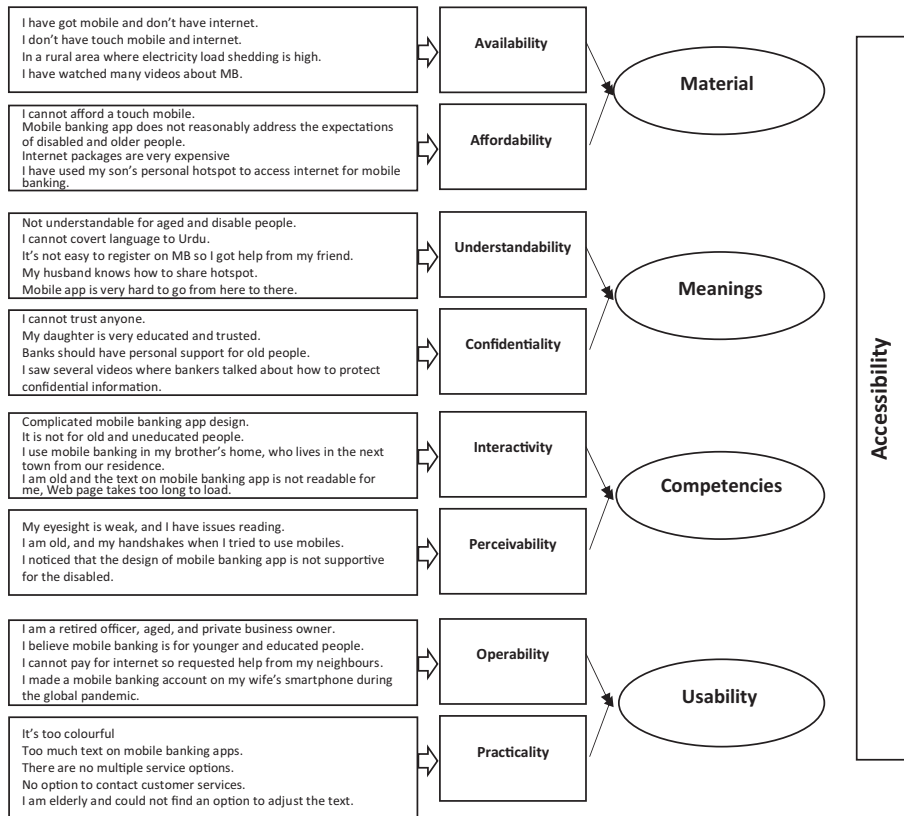 I have got mobile and don't have internet.
I don't have touch mobile and internet.
In a rural area where electricity load shedding is high.
I have watched many videos about MB.
Availability
I cannot afford a touch mobile.
Mobile banking app does not reasonably address the expectations
of disabled and older people.
Internet packages are very expensive
I have used my son's personal hotspot to access internet for mobile
banking.
Affordability
Material
Not understandable for aged and disable people.
I cannot covert language to Urdu.
It's not easy to register on MB so I got help from my friend.
My husband knows how to share hotspot.
Mobile app is very hard to go from here to there.
Understandability
I cannot trust anyone.
My daughter is very educated and trusted.
Banks should have personal support for old people.
I saw several videos where bankers talked about how to protect
confidential information.
Confidentiality
Meanings
Complicated mobile banking app design.
It is not for old and uneducated people.
I use mobile banking in my brother's home, who lives in the next
town from our residence.
I am old and the text on mobile banking app is not readable for
me, Web page takes too long to load.
Interactivity
My eyesight is weak, and I have issues reading.
I am old, and my handshakes when I tried to use mobiles.
I noticed that the design of mobile banking app is not supportive
for the disabled.
Perceivability
Competencies
I am a retired officer, aged, and private business owner.
I believe mobile banking is for younger and educated people.
I cannot pay for internet so requested help from my neighbours.
I made a mobile banking account on my wife's smartphone during
the global pandemic.
Operability
It's too colourful
Too much text on mobile banking apps.
There are no multiple service options.
No option to contact customer services.
I am elderly and could not find an option to adjust the text.
Practicality
Usability
Accessibility